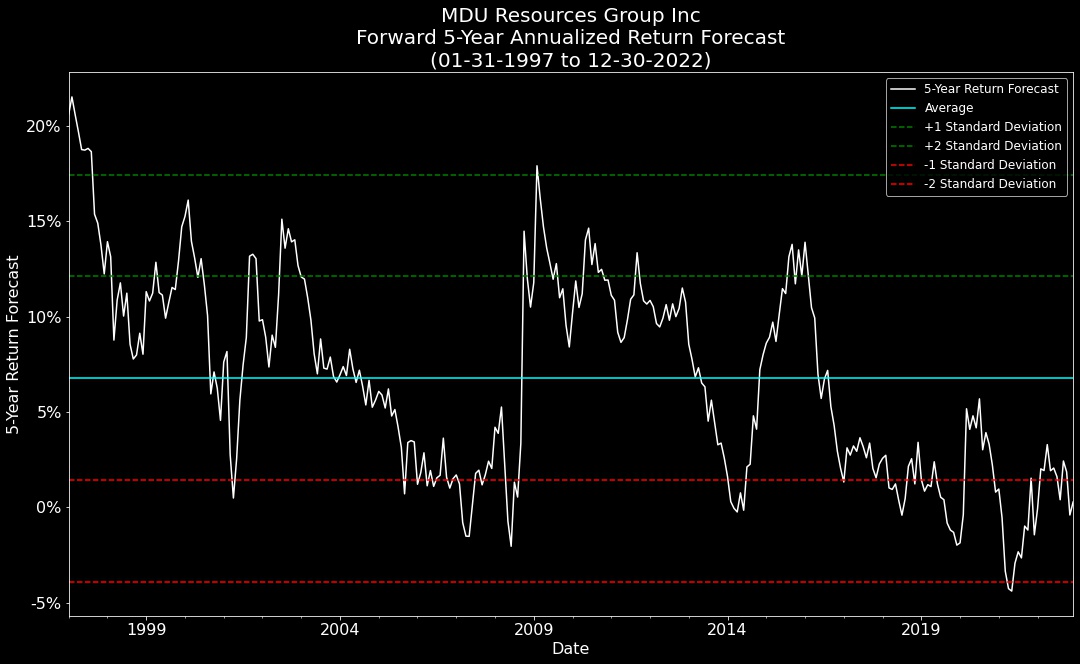 MDU Resources Group Inc
Forward 5-Year Annualized Return Forecast
(01-31-1997 to 12-30-2022)
5-Year Return Forecast
Average
+1 Standard Deviation
+2 Standard Deviation
-1 Standard Deviation
-2 Standard Deviation
5-Year Return Forecast
20%
15%
10%
5%
0%
-5%
1999 2004 2009 2014 2019
Date